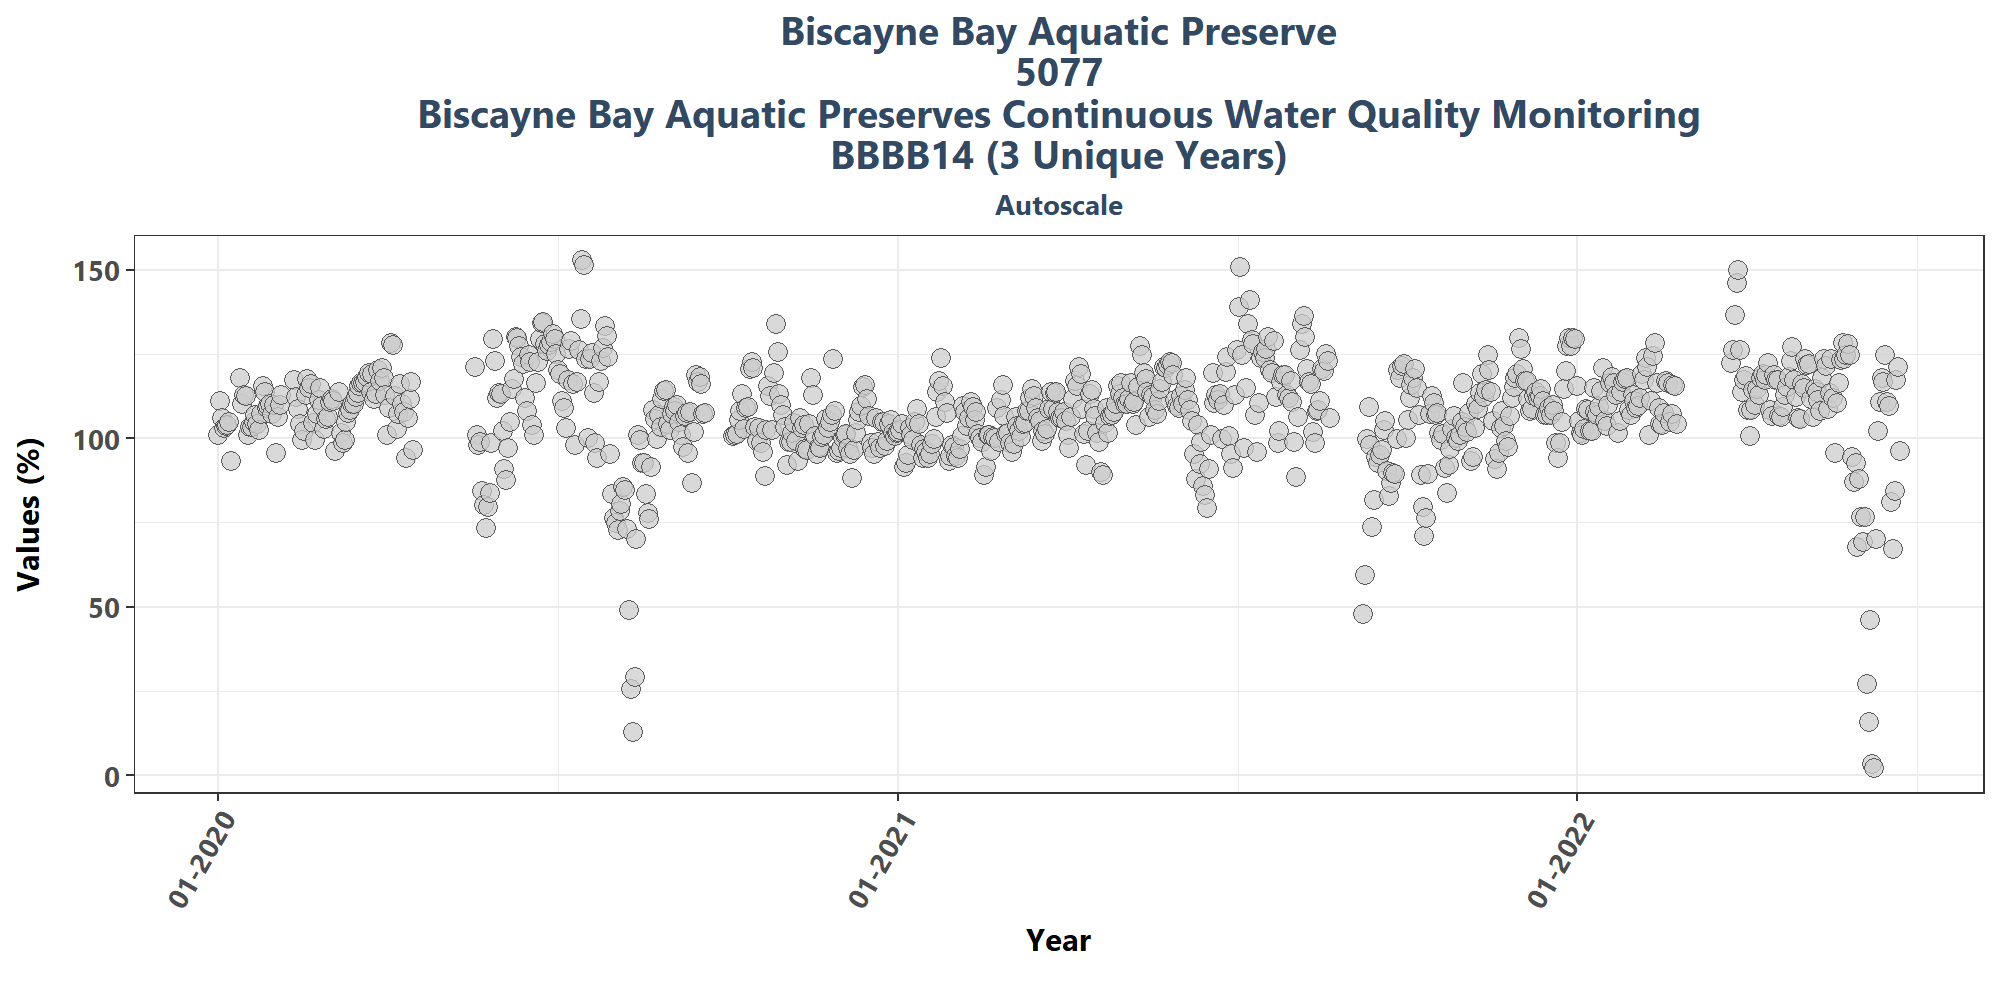 Biscayne Bay Aquatic Preserve
5077
Biscayne Bay Aquatic Preserves Continuous Water Quality Monitoring
BBBB14 (3 Unique Years)
Autoscale
Values (%)
150
100
50
0
01-2020
01-2021
01-2022
Year